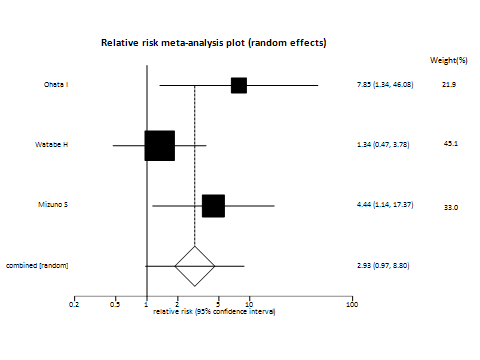 Relative risk meta-analysis plot (random effects)
Weight(%)
Ohata I 7.85 (1.34, 46.08) 21.9
Watabe H 1.34 (0.47, 3.78) 45.1
Mizuno S 4.44 (1.14, 17.37) 33.0
combined [random] 2.93 (0.97, 8.80)
0.2 0.5 1 2 5 10 100
relative risk (95% confidence interval)